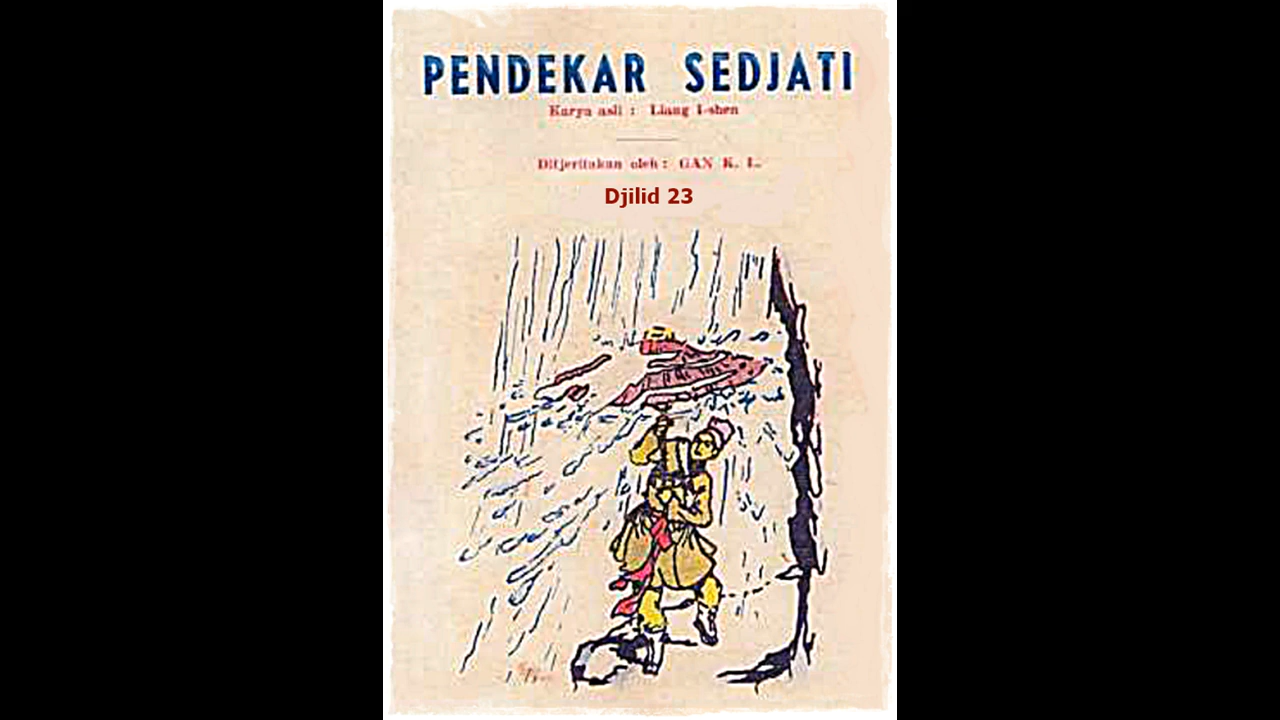 PENDEKAR SEDJATI
Karya asli : Liang I-shen
Ditjeritakan oleh : GAN K. L.
Djilid 23